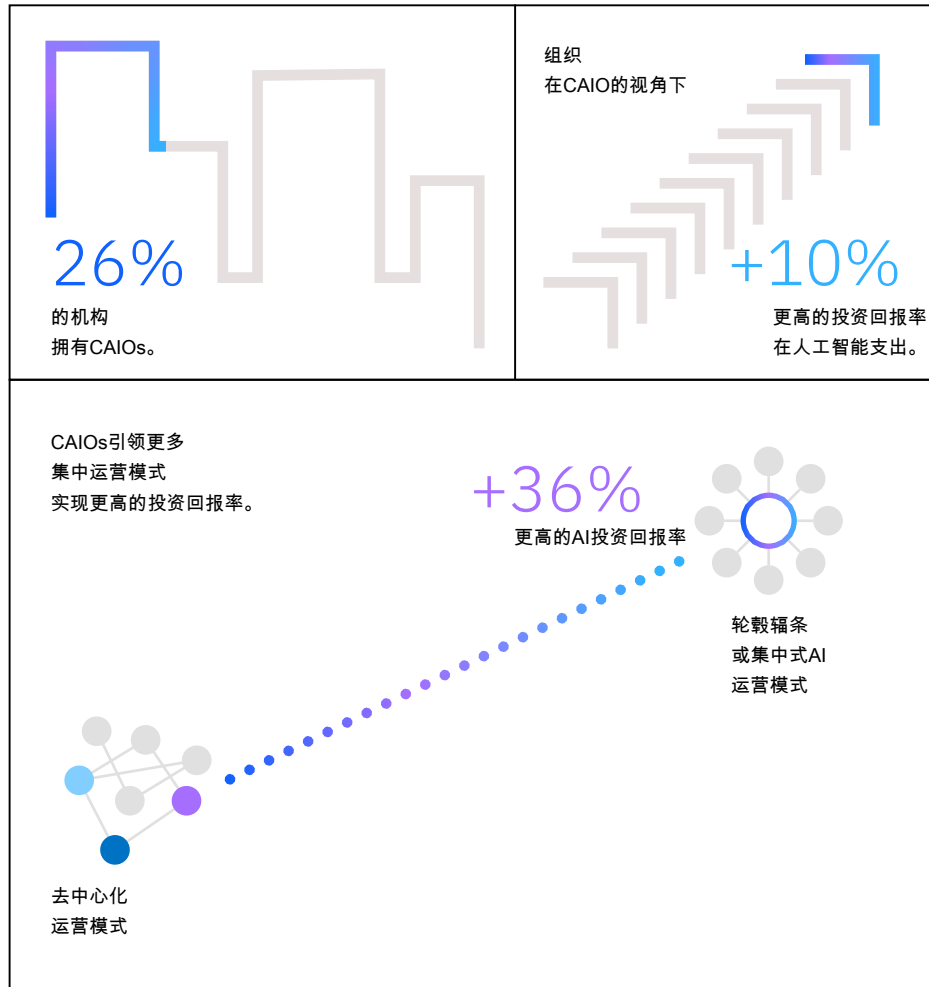 26%
的机构
拥有CAIOs。
组织
在CAIO的视角下
+10%
更高的投资回报率
在人工智能支出。
CAIOs引领更多
集中运营模式
实现更高的投资回报率。
+36%
更高的AI投资回报率
轮毂辐条
或集中式AI
运营模式
去中心化
运营模式